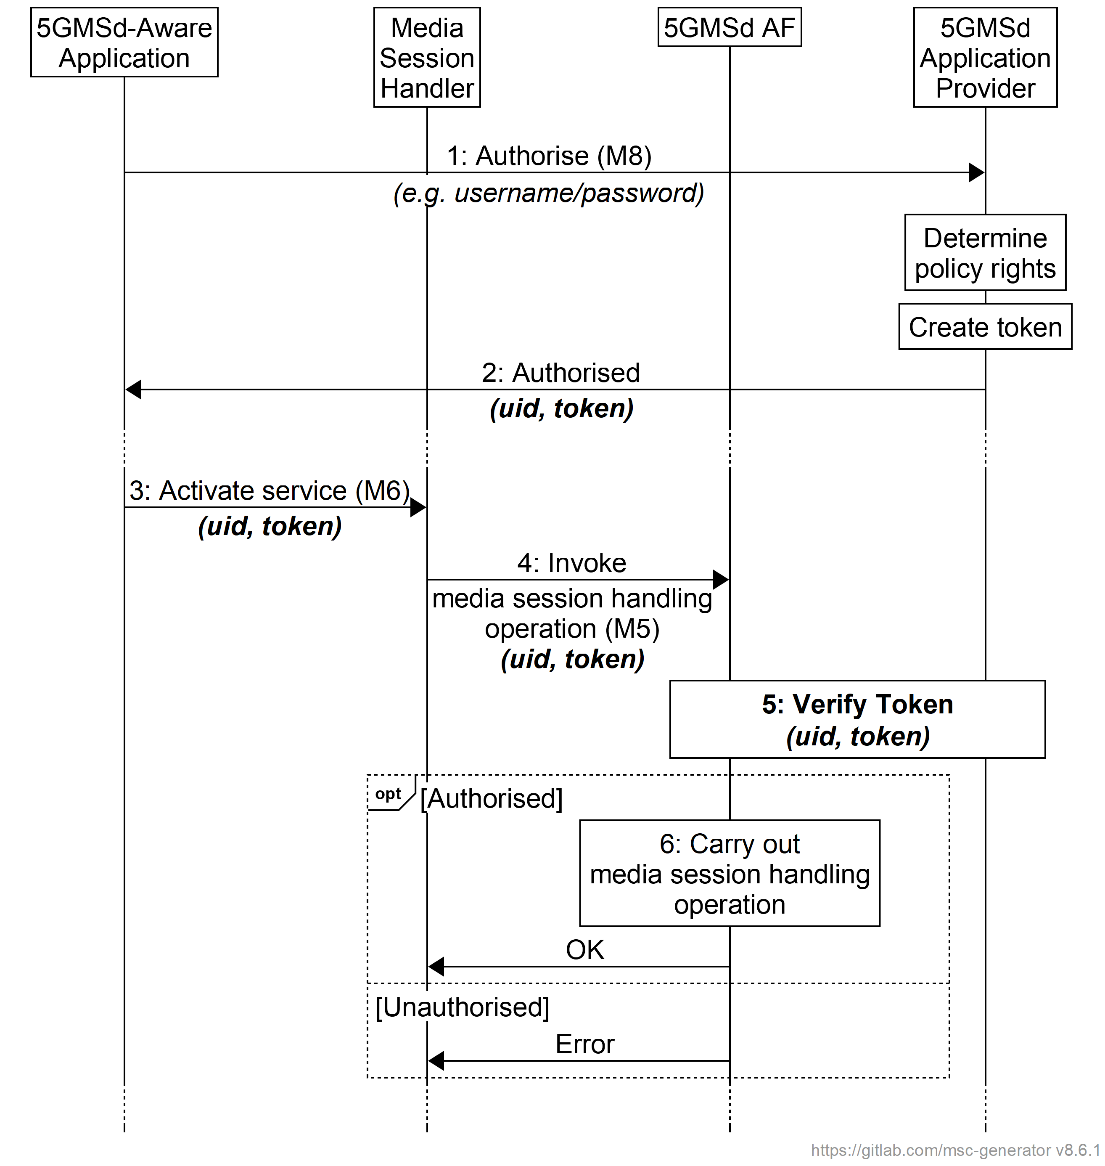 5GMSd-Aware
Application
Media
Session
Handler
5GMSd AF
5GMSd
Application
Provider
1: Authorise (M8)
(e.g. username/password)
Determine
policy rights
Create token
2: Authorised
(uid, token)
3: Activate service (M6)
(uid, token)
4: Invoke
media session handling
operation (M5)
(uid, token)
5: Verify Token
(uid, token)
opt
[Authorised]
6: Carry out
media session handling
operation
OK
[Unauthorised]
Error
https://gitlab.com/msc-generator v8.6.1